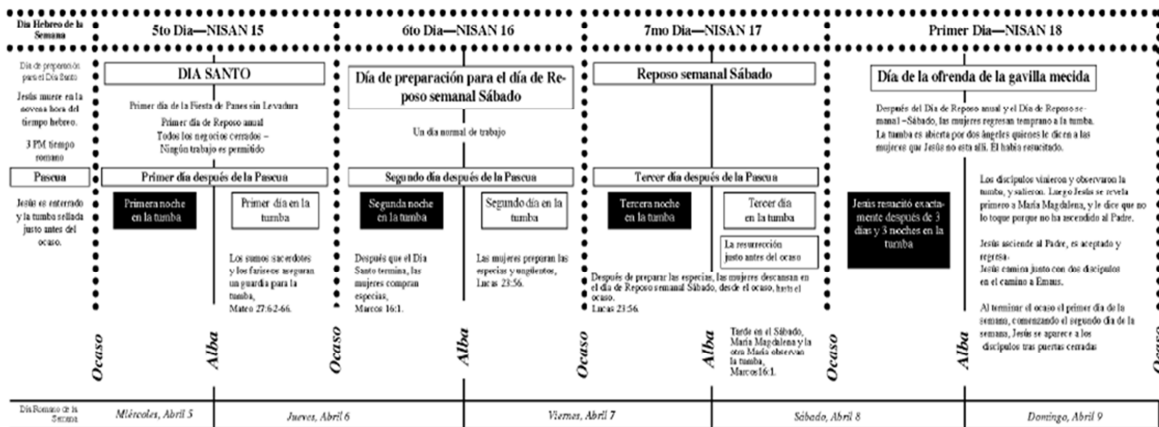 Día Hebreo de la
Semana
5to Dia—NISAN 15
6to Dia—NISAN 16
7mo Dia—NISAN 17
Primer Dia—NISAN 18
Día de preparación
para el Día Santo
Jesús muere en la
novena hora del
tiempo hebreo.
3 PM tiempo
romano
Pascua
Jesús es enterrado
y la tumba sellada
justo antes del
ocaso.
DIA SANTO
Primer día de la Fiesta de Panes sin Levadura
Primer día de Reposo anual
Todos los negocios cerrados –
Ningún trabajo es permitido
Primer día después de la Pascua
Primera noche
en la tumba
Primer día en la
tumba
Los sumos sacerdotes
y los fariseos aseguran
un guardia para la
tumba,
Mateo 27:62-66.
Día de preparación para el día de Re-
poso semanal Sábado
Un día normal de trabajo
Segundo día después de la Pascua
Segunda noche
en la tumba
Segundo día en la
tumba
Después que el Día
Santo termina, las
mujeres compran
especias,
Marcos 16:1.
Las mujeres preparan las
especias y ungüentos,
Lucas 23:56.
Reposo semanal Sábado
Tercer día después de la Pascua
Tercera noche
en la tumba
Tercer día
en la tumba
La resurrección
justo antes del ocaso
Después de preparar las especias, las mujeres descansan en
el día de Reposo semanal Sábado, desde el ocaso, hasta el
ocaso.
Lucas 23:56.
Tarde en el Sábado,
María Magdalena y la
otra María observan
la tumba,
Marcos16:1.
Día de la ofrenda de la gavilla mecida
Después del Día de Reposo anual y el Día de Reposo se-
manal –Sábado, las mujeres regresan temprano a la tumba.
La tumba es abierta por dos ángeles quienes le dicen a las
mujeres que Jesús no esta allí. El había resucitado.
Jesús resucitó exacta-
mente después de 3
días y 3 noches en la
tumba
Los discípulos vinieron y observaron la
tumba, y salieron. Luego Jesús se revela
primero a María Magdalena, y le dice que no
lo toque porque no ha ascendido al Padre.
Jesús asciende al Padre, es aceptado y
regresa-
Jesús camina junto con dos discípulos
en el camino a Emaus.
Al terminar el ocaso el primer día de la
semana, comenzando el segundo día de la
semana, Jesús se aparece a los
discípulos tras puertas cerradas
Ocaso
Alba
Ocaso
Alba
Ocaso
Alba
Ocaso
Alba
Ocaso
Día Romano de la
Semana
Miércoles, Abril 5
Jueves, Abril 6
Viernes, Abril 7
Sábado, Abril 8
Domingo, Abril 9